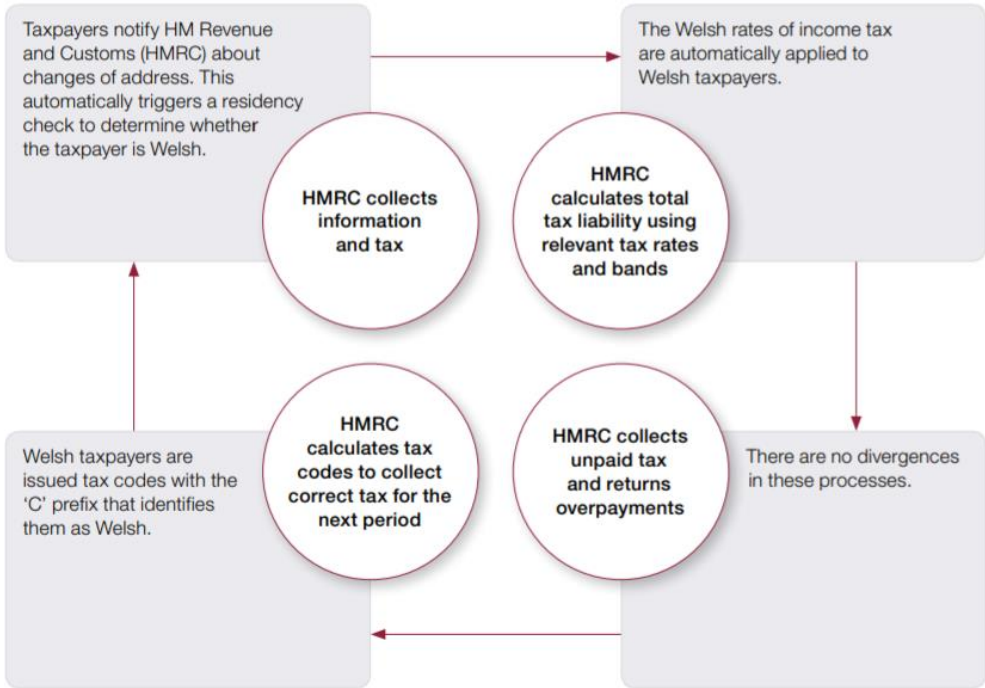 Taxpayers notify HM Revenue
and Customs (HMRC) about
changes of address. This
automatically triggers a residency
check to determine whether
the taxpayer is Welsh.
HMRC collects
information
and tax
The Welsh rates of income tax
are automatically applied to
Welsh taxpayers.
HMRC
calculates total
tax liability using
relevant tax rates
and bands
Welsh taxpayers are
issued tax codes with the
‘C’ prefix that identifies
them as Welsh.
HMRC
calculates tax
codes to collect
correct tax for the
next period
HMRC collects
unpaid tax
and returns
overpayments
There are no divergences
in these processes.